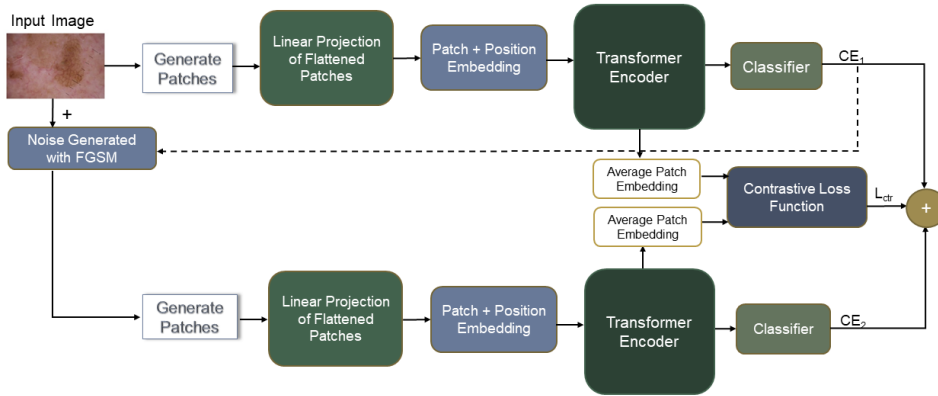 Input Image
Generate
Patches
Linear Projection
of Flattened
Patches
Patch + Position
Embedding
Transformer
Encoder
Classifier
CE1
+
Noise Generated
with FGSM
Average Patch
Embedding
Contrastive Loss
Function
Lctr
+
Average Patch
Embedding
Generate
Patches
Linear Projection
of Flattened
Patches
Patch + Position
Embedding
Transformer
Encoder
Classifier
CE2